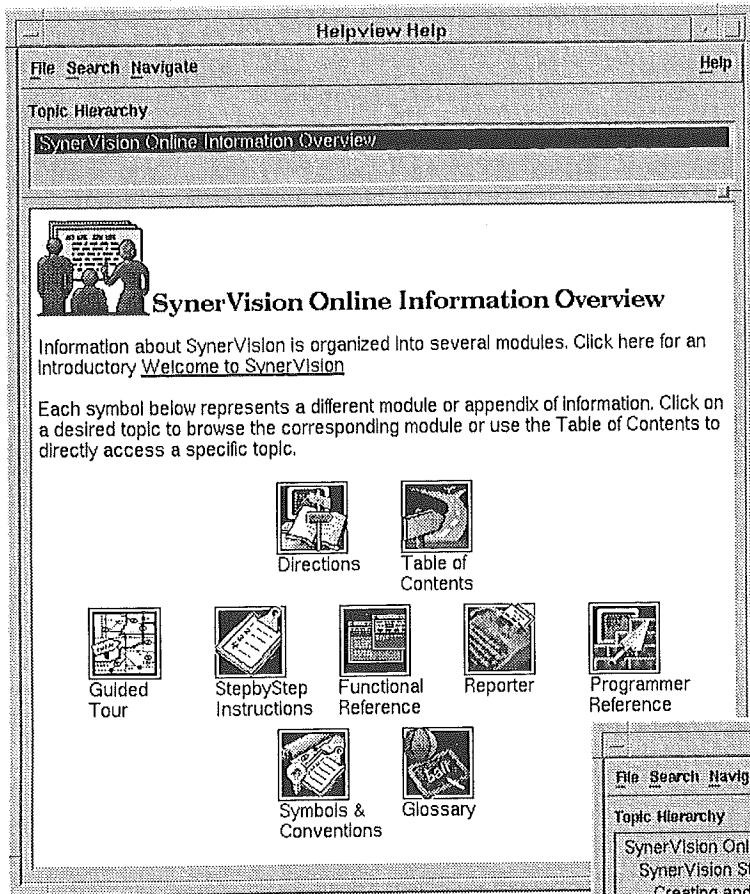 Helpview Help
File Search Navigate Help
Topic Hierarchy
SynerVision Online Information Overview
SynerVision Online Information Overview
Information about SynerVision is organized into several modules. Click here for an
Introductory Welcome to SynerVision
Each symbol below represents a different module or appendix of information. Click on
a desired topic to browse the corresponding module or use the Table of Contents to
directly access a specific topic.
Directions
Table of
Contents
Guided
Tour
StepbyStep
Instructions
Functional
Reference
Reporter
Programmer
Reference
Symbols &
Conventions
Glossary
File Search Navig
Topic Hierarchy
SynerVision Onl
SynerVision S
Creating and